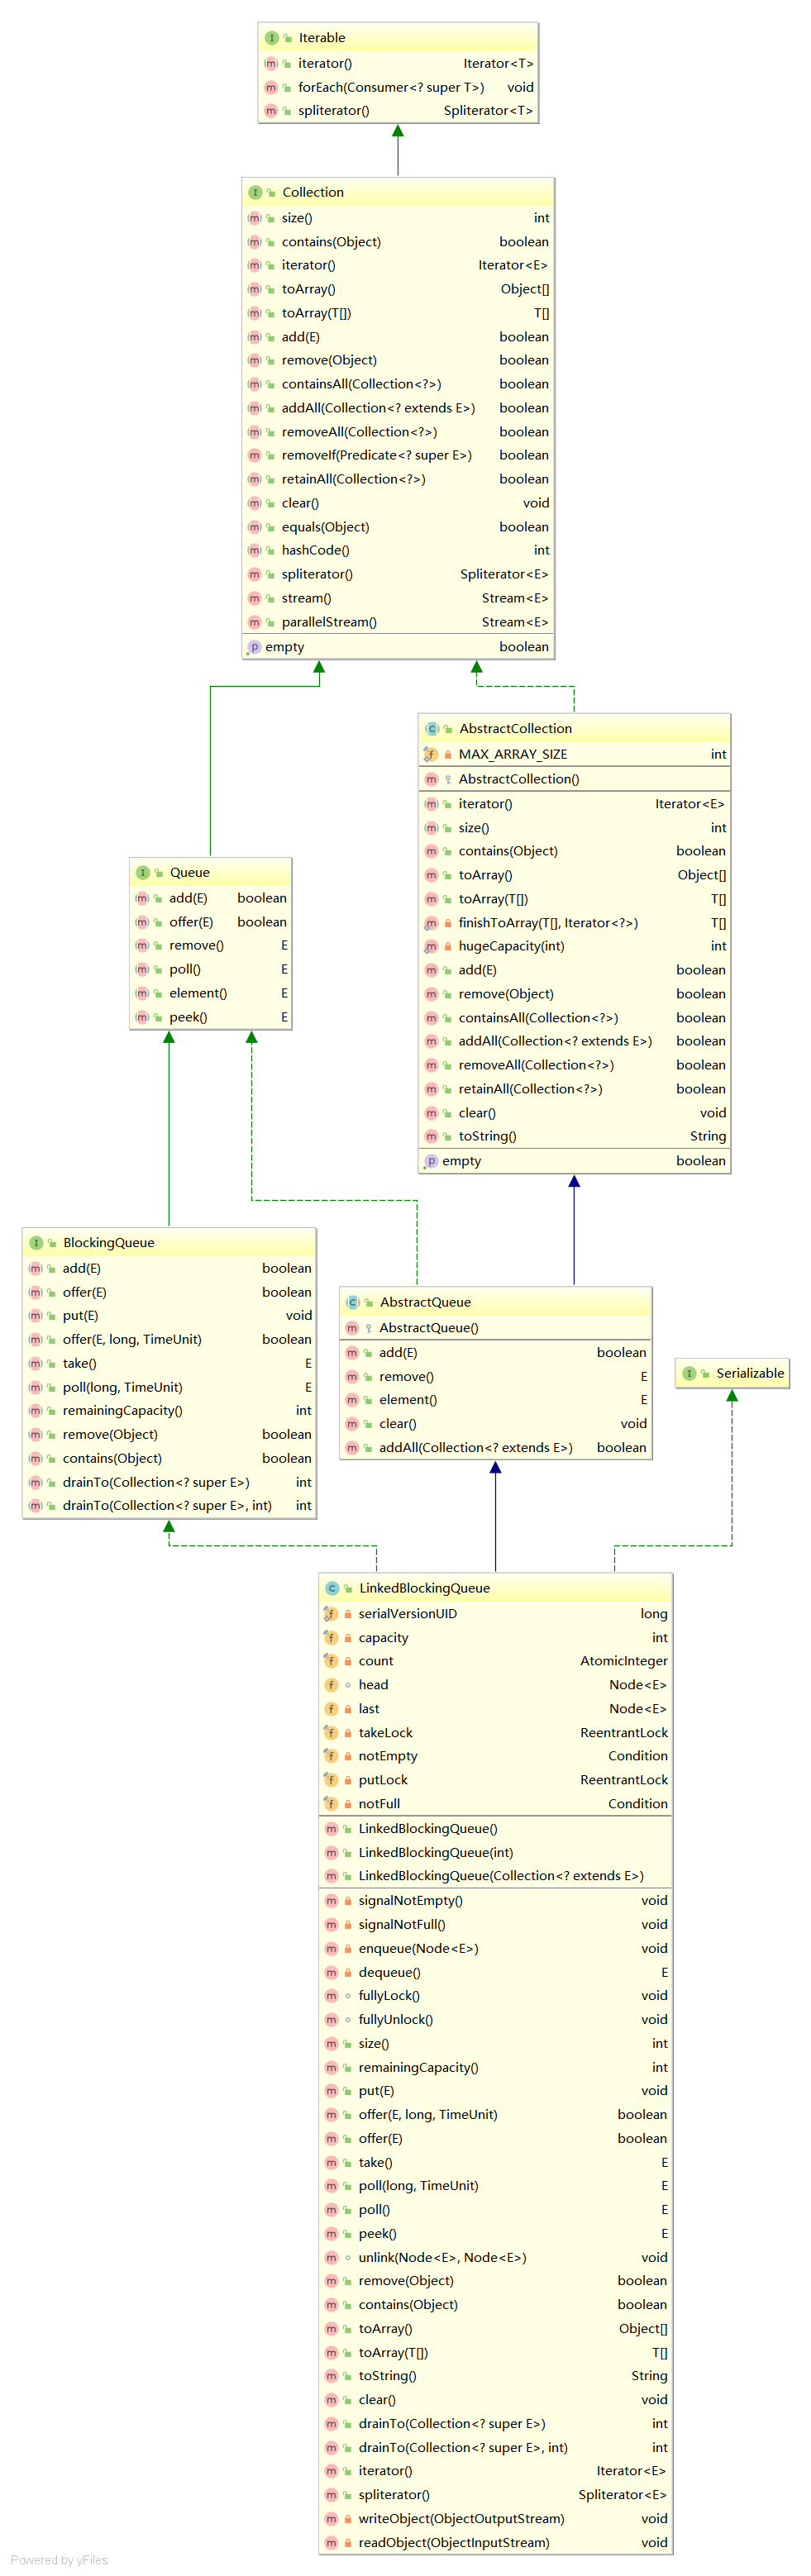 Iterable
iterator() Iterator<T>
forEach(Consumer<? super T>) void
spliterator() Spliterator<T>
Collection
size() int
contains(Object) boolean
iterator() Iterator<E>
toArray() Object[]
toArray(T[]) T[]
add(E) boolean
remove(Object) boolean
containsAll(Collection<?>) boolean
addAll(Collection<? extends E>) boolean
removeAll(Collection<?>) boolean
removeIf(Predicate<? super E>) boolean
retainAll(Collection<?>) boolean
clear() void
equals(Object) boolean
hashCode() int
spliterator() Spliterator<E>
stream() Stream<E>
parallelStream() Stream<E>
empty boolean
AbstractCollection
MAX_ARRAY_SIZE int
AbstractCollection()
iterator() Iterator<E>
size() int
contains(Object) boolean
toArray() Object[]
toArray(T[]) T[]
finishToArray(T[], Iterator<?>) T[]
hugeCapacity(int) int
add(E) boolean
remove(Object) boolean
containsAll(Collection<?>) boolean
addAll(Collection<? extends E>) boolean
removeAll(Collection<?>) boolean
retainAll(Collection<?>) boolean
clear() void
toString() String
empty boolean
Queue
add(E) boolean
offer(E) boolean
remove() E
poll() E
element() E
peek() E
BlockingQueue
add(E) boolean
offer(E) boolean
put(E) void
offer(E, long, TimeUnit) boolean
take() E
poll(long, TimeUnit) E
remainingCapacity() int
remove(Object) boolean
contains(Object) boolean
drainTo(Collection<? super E>) int
drainTo(Collection<? super E>, int) int
AbstractQueue
AbstractQueue()
add(E) boolean
remove() E
element() E
clear() void
addAll(Collection<? extends E>) boolean
Serializable
LinkedBlockingQueue
serialVersionUID long
capacity int
count AtomicInteger
head Node<E>
last Node<E>
takeLock ReentrantLock
notEmpty Condition
putLock ReentrantLock
notFull Condition
LinkedBlockingQueue()
LinkedBlockingQueue(int)
LinkedBlockingQueue(Collection<? extends E>)
signalNotEmpty() void
signalNotFull() void
enqueue(Node<E>) void
dequeue() E
fullyLock() void
fullyUnlock() void
size() int
remainingCapacity() int
put(E) void
offer(E, long, TimeUnit) boolean
offer(E) boolean
take() E
poll(long, TimeUnit) E
poll() E
peek() E
unlink(Node<E>, Node<E>) void
remove(Object) boolean
contains(Object) boolean
toArray() Object[]
toArray(T[]) T[]
toString() String
clear() void
drainTo(Collection<? super E>) int
drainTo(Collection<? super E>, int) int
iterator() Iterator<E>
spliterator() Spliterator<E>
writeObject(ObjectOutputStream) void
readObject(ObjectInputStream) void
Powered by yFiles